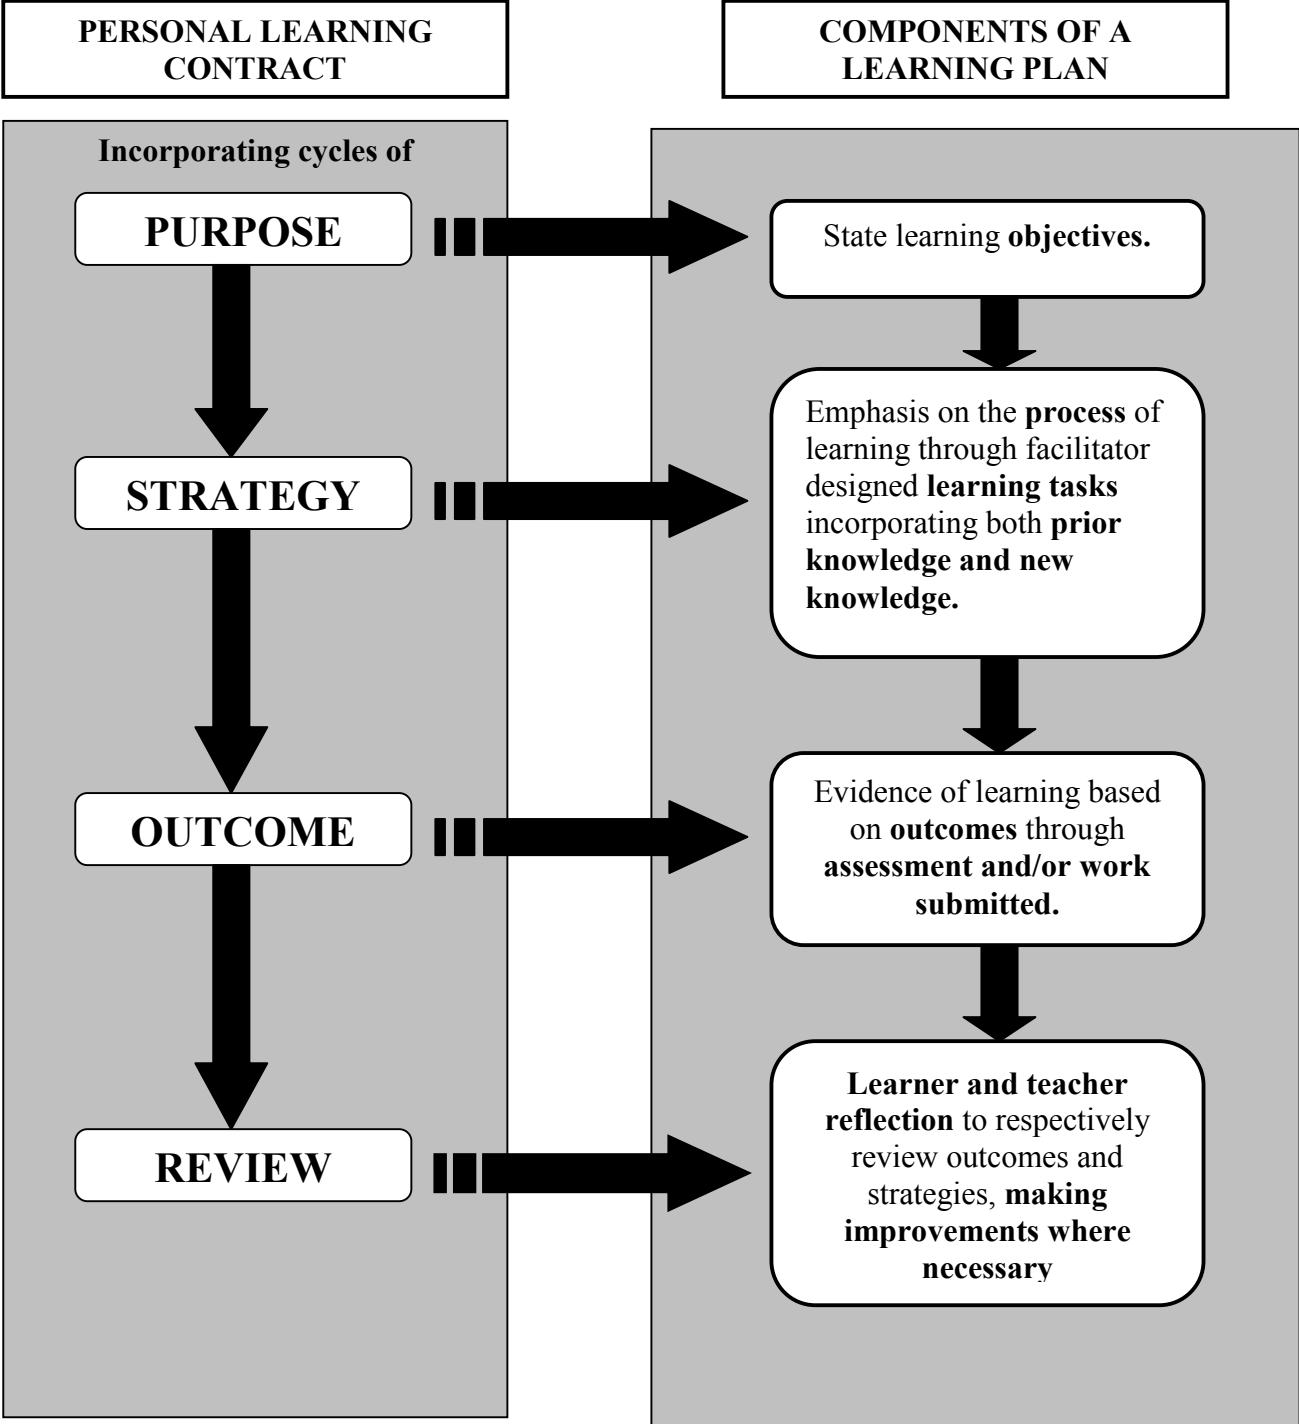 PERSONAL LEARNING
CONTRACT
COMPONENTS OF A
LEARNING PLAN
Incorporating cycles of
PURPOSE
State learning objectives.
STRATEGY
Emphasis on the process of
learning through facilitator
designed learning tasks
incorporating both prior
knowledge and new
knowledge.
OUTCOME
Evidence of learning based
on outcomes through
assessment and/or work
submitted.
REVIEW
Learner and teacher
reflection to respectively
review outcomes and
strategies, making
improvements where
necessary